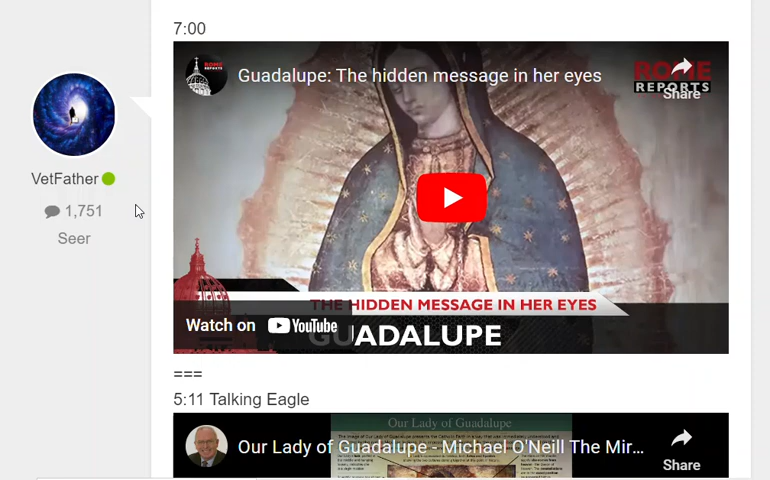 7:00
Guadalupe: The hidden message in her eyes
ROME
REPORTS
Share
VetFather
1,751
Seer
THE HIDDEN MESSAGE IN HER EYES
Watch on YouTube
GUADALUPE
===
5:11 Talking Eagle
Our Lady of Guadalupe
Our Lady of Guadalupe - Michael O'Neill The Mir...
Share